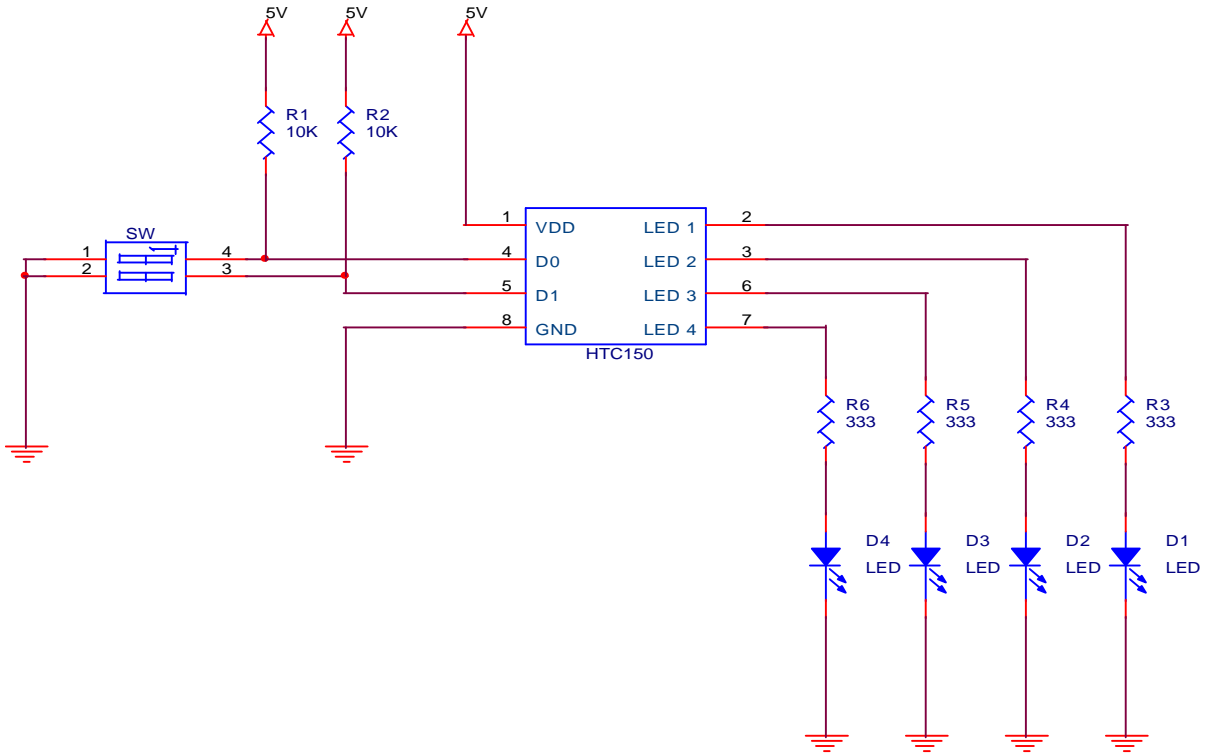 5V 5V 5V
R1 R2
10K 10K
SW
1 4
2 3
1 VDD LED 1 2
4 D0 LED 2 3
5 D1 LED 3 6
8 GND LED 4 7
HTC150
R6 R5 R4 R3
333 333 333 333
D4 D3 D2 D1
LED LED LED LED